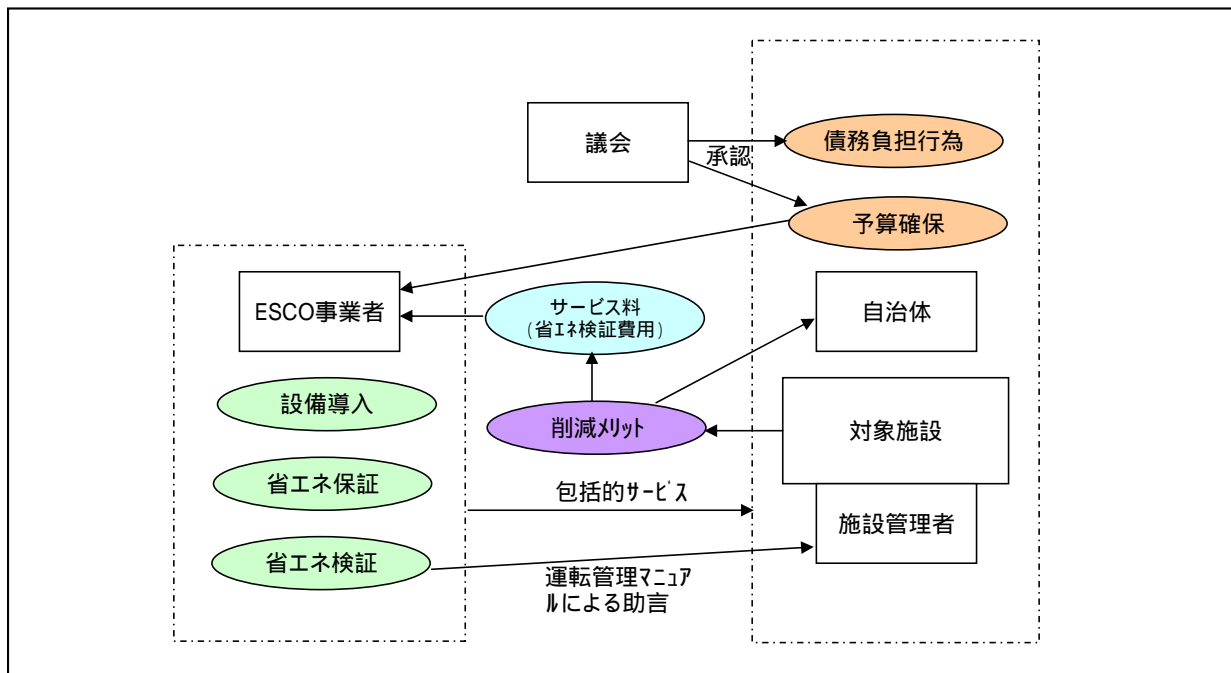 議会
承認
債務負担行為
予算確保
ESCO事業者
サービス料
(省ｴﾈ検証費用)
自治体
設備導入
削減ﾒﾘｯﾄ
対象施設
省エネ保証
包括的ｻｰﾋﾞｽ
施設管理者
省エネ検証
運転管理ﾏﾆｭｱ
ﾙによる助言